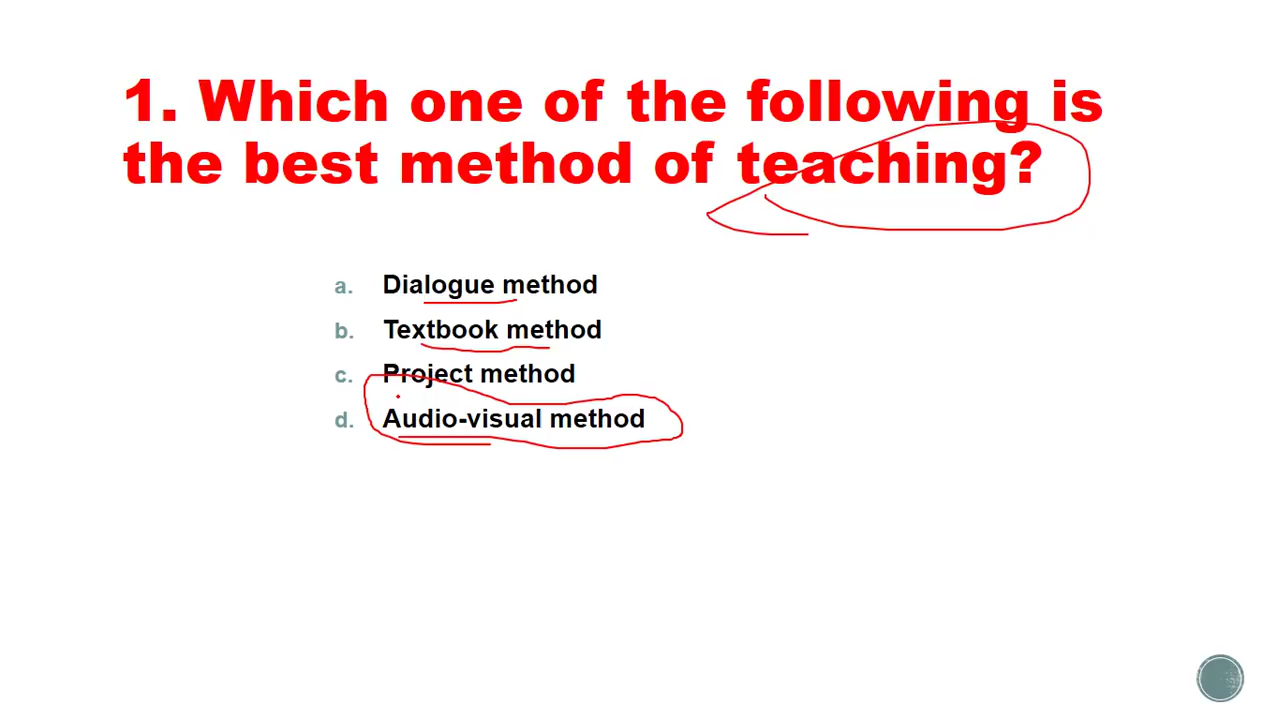 1. Which one of the following is
the best method of teaching?
a. Dialogue method
b. Textbook method
c. Project method
d. Audio-visual method